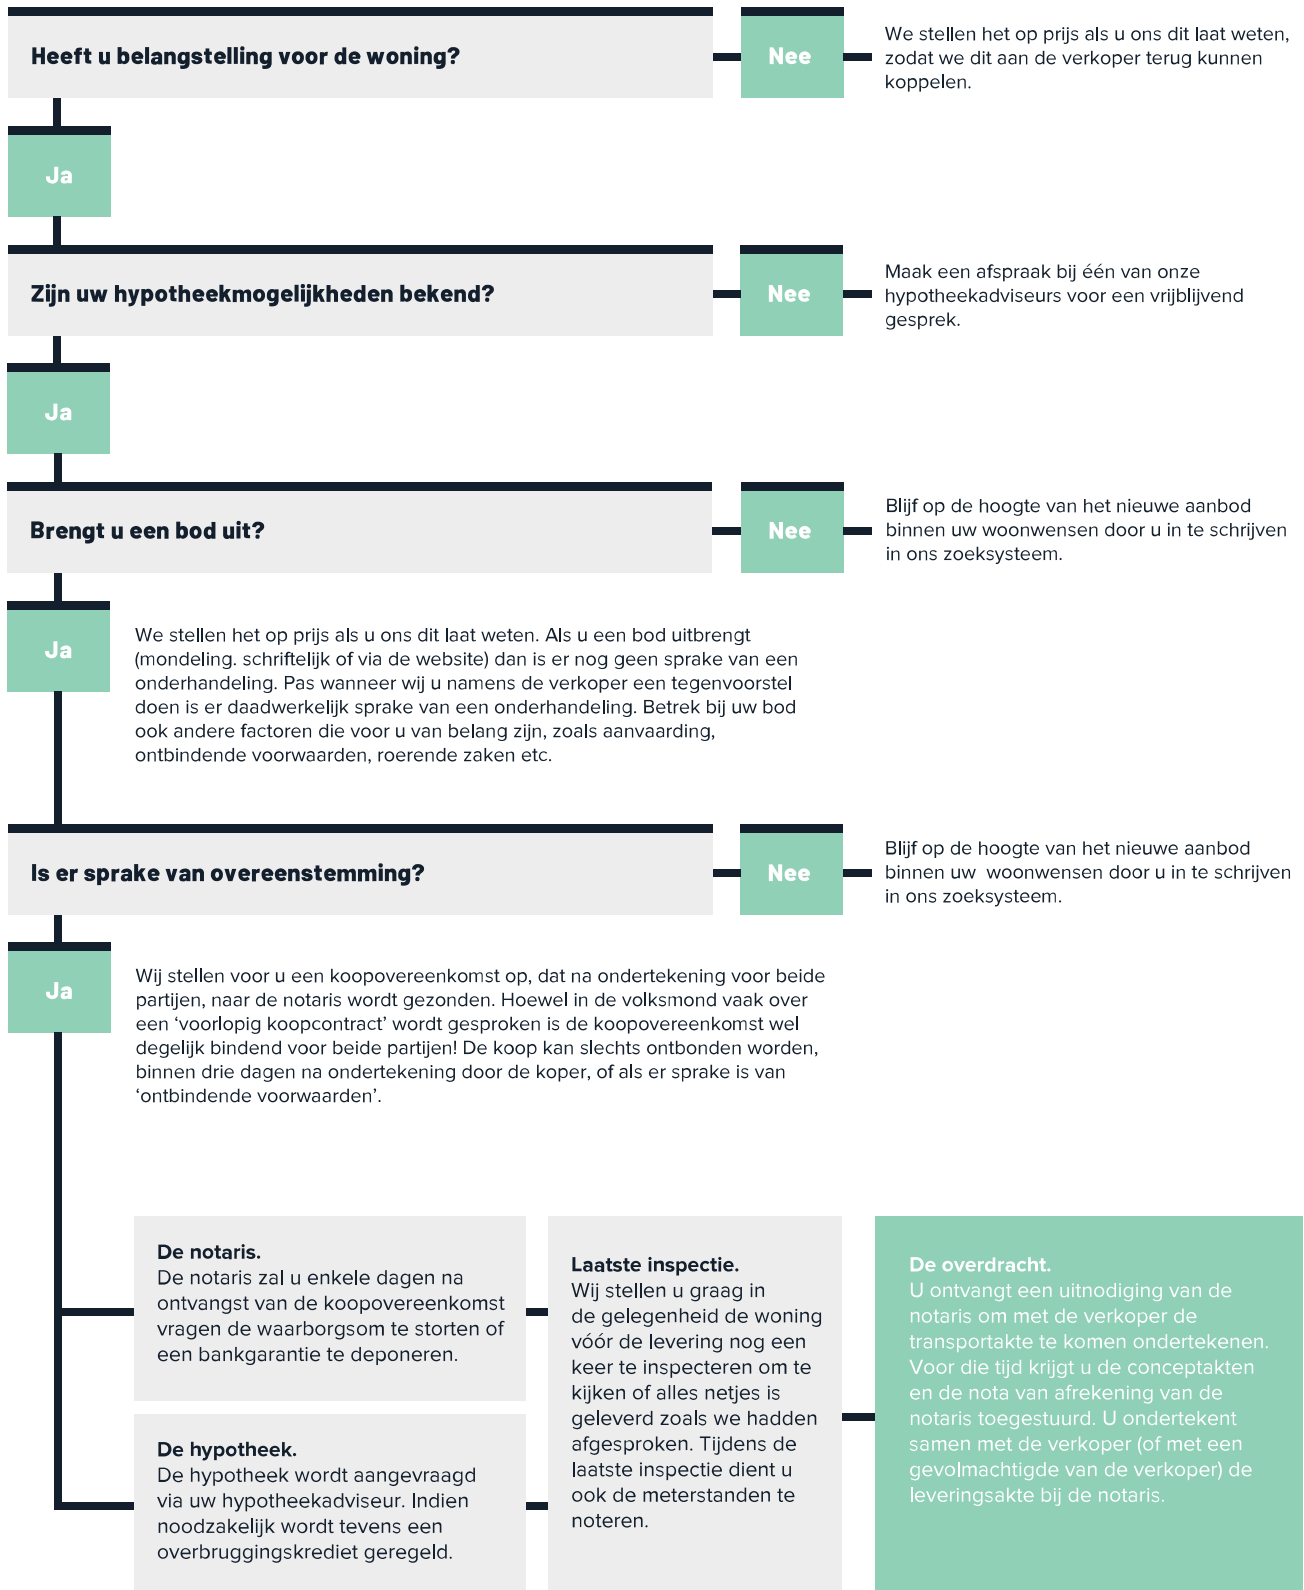 Heeft u belangstelling voor de woning?
Nee
We stellen het op prijs als u ons dit laat weten,
zodat we dit aan de verkoper terug kunnen
koppelen.
Ja
Zijn uw hypotheekmogelijkheden bekend?
Nee
Maak een afspraak bij één van onze
hypotheekadviseurs voor een vrijblijvend
gesprek.
Ja
Brengt u een bod uit?
Nee
Blijf op de hoogte van het nieuwe aanbod
binnen uw woonwensen door u in te schrijven
in ons zoeksysteem.
Ja
We stellen het op prijs als u ons dit laat weten. Als u een bod uitbrengt
(mondeling. schriftelijk of via de website) dan is er nog geen sprake van een
onderhandeling. Pas wanneer wij u namens de verkoper een tegenvoorstel
doen is er daadwerkelijk sprake van een onderhandeling. Betrek bij uw bod
ook andere factoren die voor u van belang zijn, zoals aanvaarding,
ontbindende voorwaarden, roerende zaken etc.
Is er sprake van overeenstemming?
Nee
Blijf op de hoogte van het nieuwe aanbod
binnen uw  woonwensen door u in te schrijven
in ons zoeksysteem.
Ja
Wij stellen voor u een koopovereenkomst op, dat na ondertekening voor beide
partijen, naar de notaris wordt gezonden. Hoewel in de volksmond vaak over
een ‘voorlopig koopcontract’ wordt gesproken is de koopovereenkomst wel
degelijk bindend voor beide partijen! De koop kan slechts ontbonden worden,
binnen drie dagen na ondertekening door de koper, of als er sprake is van
‘ontbindende voorwaarden’.
De notaris.
De notaris zal u enkele dagen na
ontvangst van de koopovereenkomst
vragen de waarborgsom te storten of
een bankgarantie te deponeren.
De hypotheek.
De hypotheek wordt aangevraagd
via uw hypotheekadviseur. Indien
noodzakelijk wordt tevens een
overbruggingskrediet geregeld.
Laatste inspectie.
Wij stellen u graag in
de gelegenheid de woning
vóór de levering nog een
keer te inspecteren om te
kijken of alles netjes is
geleverd zoals we hadden
afgesproken. Tijdens de
laatste inspectie dient u
ook de meterstanden te
noteren.
De overdracht.
U ontvangt een uitnodiging van de
notaris om met de verkoper de
transportakte te komen ondertekenen.
Voor die tijd krijgt u de conceptakten
en de nota van afrekening van de
notaris toegestuurd. U ondertekent
samen met de verkoper (of met een
gevolmachtigde van de verkoper) de
leveringsakte bij de notaris.